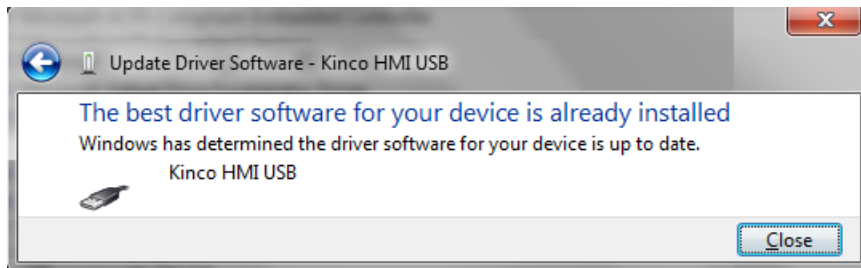 Update Driver Software - Kinco HMI USB
The best driver software for your device is already installed
Windows has determined the driver software for your device is up to date.
Kinco HMI USB
Close